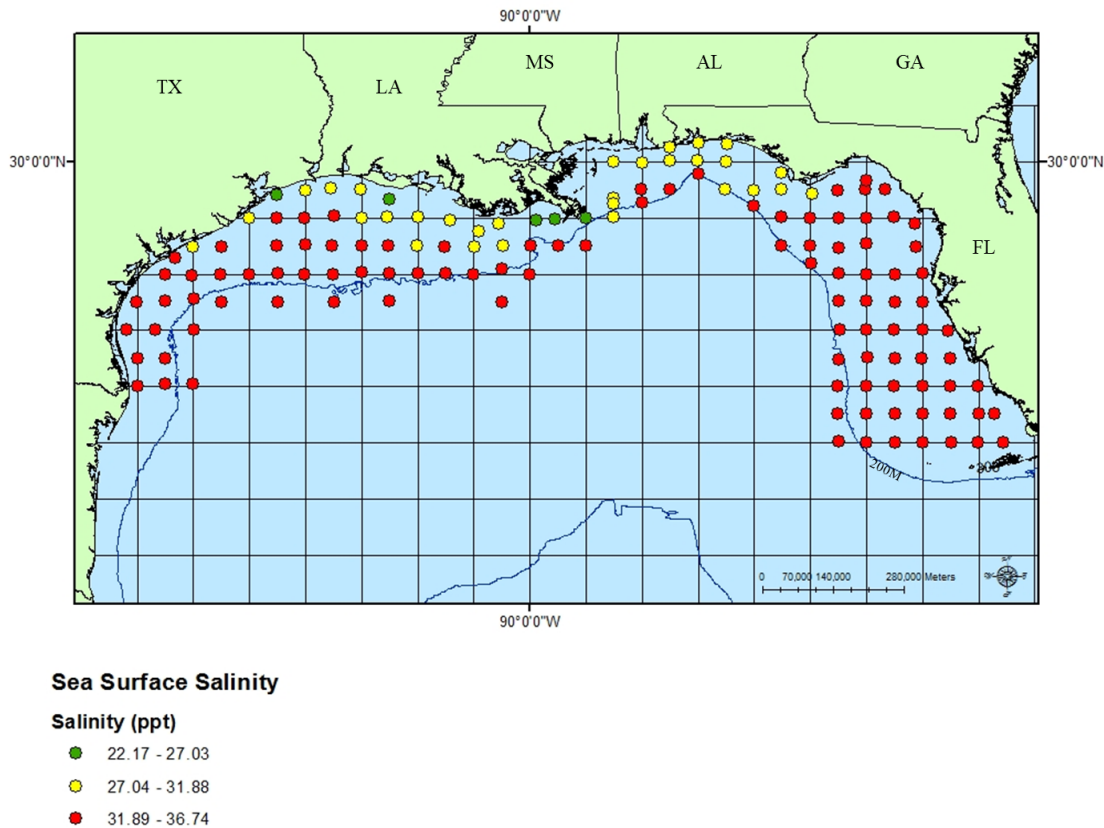 90°0'0"W
TX
LA
MS
AL
GA
30°0'0"N
30°0'0"N
FL
200M
0 70,000 140,000 280,000 Meters
90°0'0"W
Sea Surface Salinity
Salinity (ppt)
22.17 - 27.03
27.04 - 31.88
31.89 - 36.74